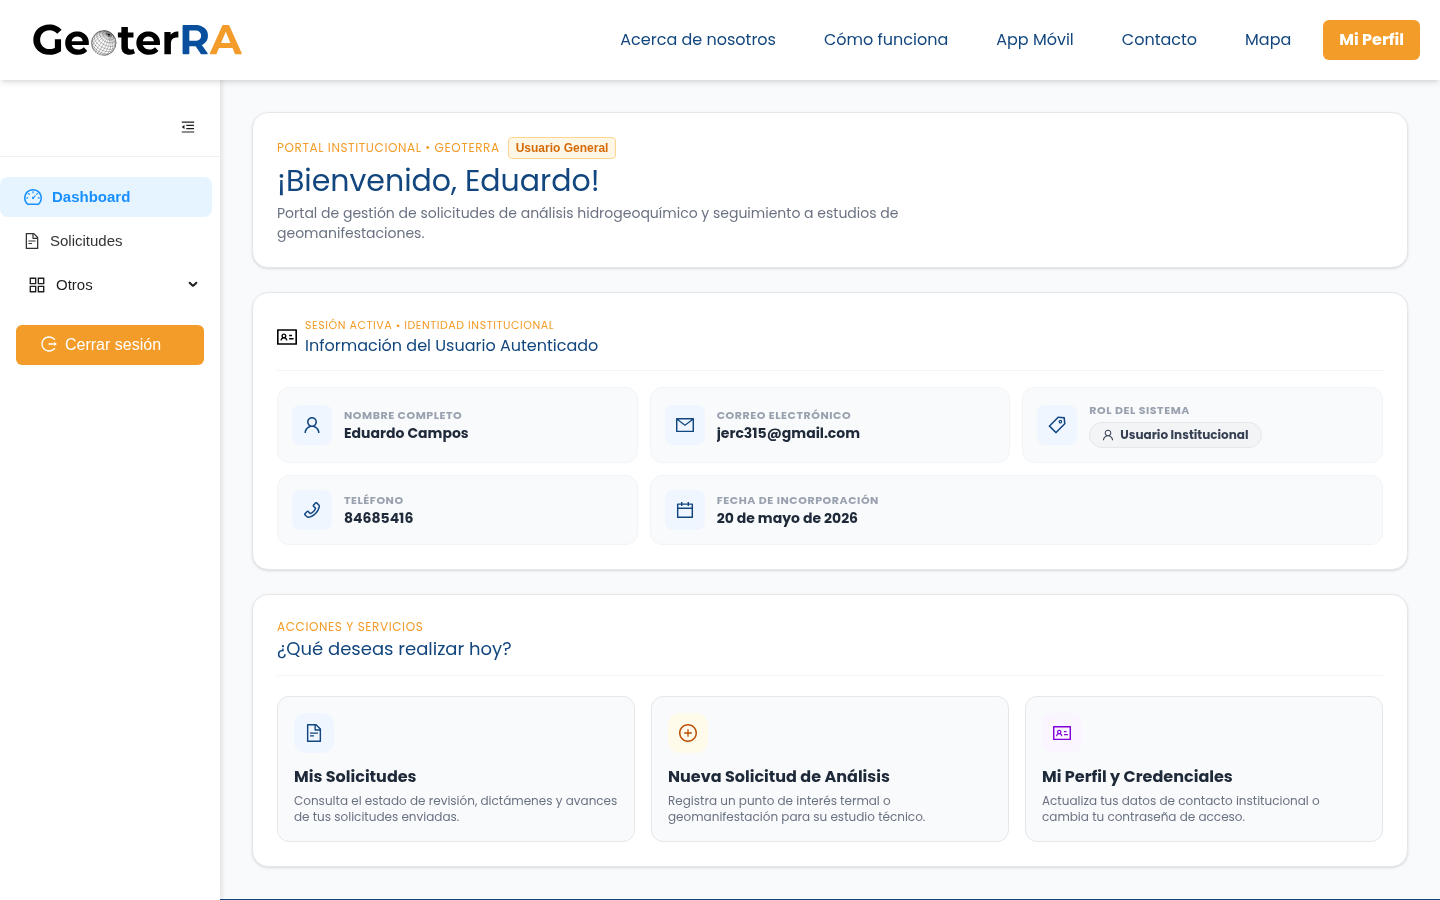 GeoterRA
Acerca de nosotros
Cómo funciona
App Móvil
Contacto
Mapa
Mi Perfil
Dashboard
Solicitudes
Otros
Cerrar sesión
PORTAL INSTITUCIONAL • GEOTERRA
Usuario General
¡Bienvenido, Eduardo!
Portal de gestión de solicitudes de análisis hidrogeoquímico y seguimiento a estudios de
geomanifestaciones.
SESIÓN ACTIVA • IDENTIDAD INSTITUCIONAL
Información del Usuario Autenticado
NOMBRE COMPLETO
Eduardo Campos
CORREO ELECTRÓNICO
jerc315@gmail.com
ROL DEL SISTEMA
Usuario Institucional
TELÉFONO
84685416
FECHA DE INCORPORACIÓN
20 de mayo de 2026
ACCIONES Y SERVICIOS
¿Qué deseas realizar hoy?
Mis Solicitudes
Consulta el estado de revisión, dictámenes y avances
de tus solicitudes enviadas.
Nueva Solicitud de Análisis
Registra un punto de interés termal o
geomanifestación para su estudio técnico.
Mi Perfil y Credenciales
Actualiza tus datos de contacto institucional o
cambia tu contraseña de acceso.